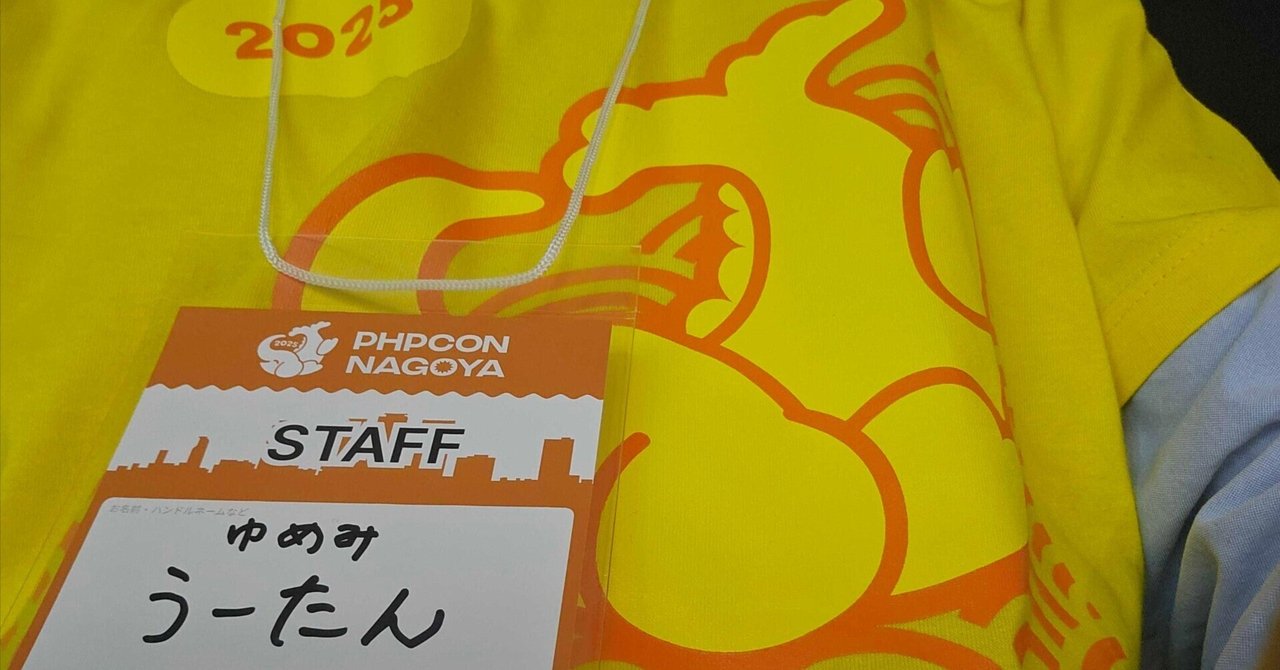 2025
2025
PHPCON
NAGOYA
STAFF
お名前・ハンドルネームなど
ゆめみ
うーたん